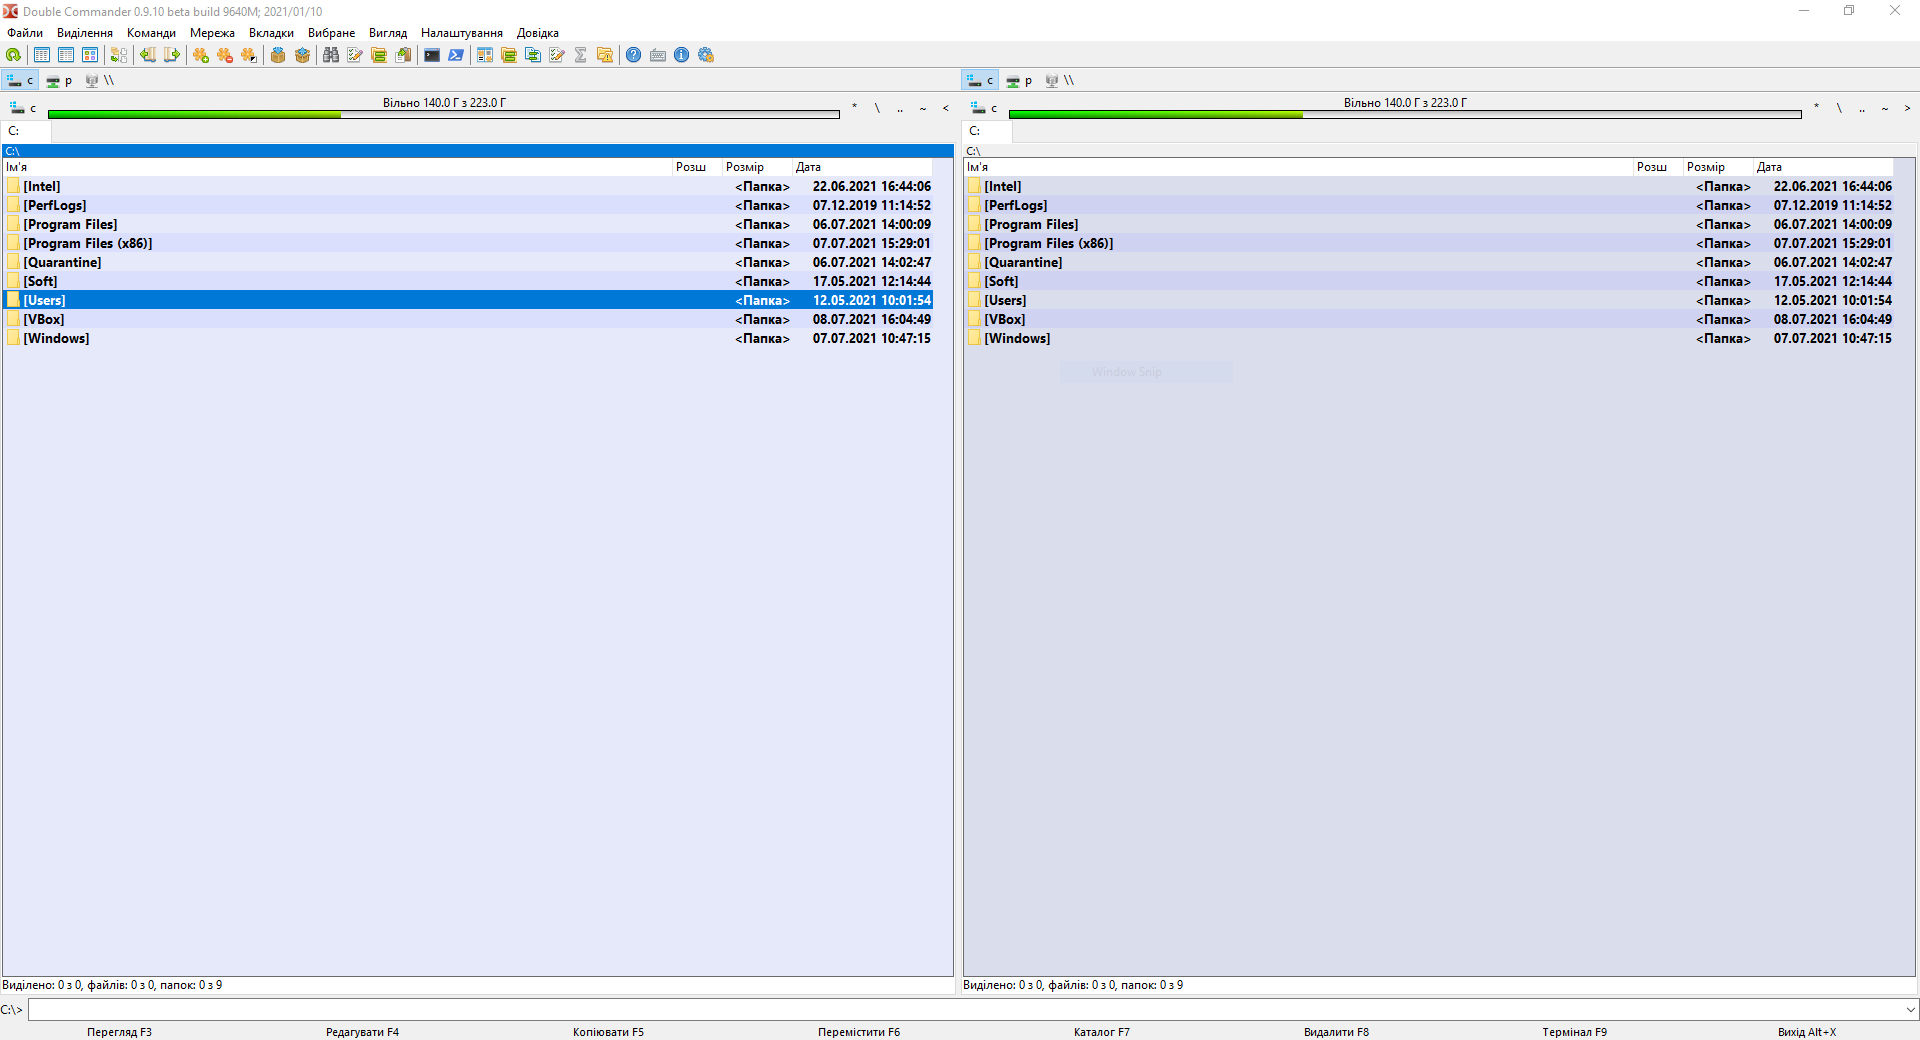 Double Commander 0.9.10 beta build 9640M; 2021/01/10
Файли Виділення Команди Мережа Вкладки Вибране Вигляд Налаштування Довідка
c p \\
c Вільно 140.0 Г з 223.0 Г * \ .. ~ <
C:
C:\
Ім'я Розш Розмір Дата
[Intel] <Папка> 22.06.2021 16:44:06
[PerfLogs] <Папка> 07.12.2019 11:14:52
[Program Files] <Папка> 06.07.2021 14:00:09
[Program Files (x86)] <Папка> 07.07.2021 15:29:01
[Quarantine] <Папка> 06.07.2021 14:02:47
[Soft] <Папка> 17.05.2021 12:14:44
[Users] <Папка> 12.05.2021 10:01:54
[VBox] <Папка> 08.07.2021 16:04:49
[Windows] <Папка> 07.07.2021 10:47:15
Виділено: 0 з 0, файлів: 0 з 0, папок: 0 з 9
c p \\
c Вільно 140.0 Г з 223.0 Г * \ .. ~ >
C:
C:\
Ім'я Розш Розмір Дата
[Intel] <Папка> 22.06.2021 16:44:06
[PerfLogs] <Папка> 07.12.2019 11:14:52
[Program Files] <Папка> 06.07.2021 14:00:09
[Program Files (x86)] <Папка> 07.07.2021 15:29:01
[Quarantine] <Папка> 06.07.2021 14:02:47
[Soft] <Папка> 17.05.2021 12:14:44
[Users] <Папка> 12.05.2021 10:01:54
[VBox] <Папка> 08.07.2021 16:04:49
[Windows] <Папка> 07.07.2021 10:47:15
Window Snip
Виділено: 0 з 0, файлів: 0 з 0, папок: 0 з 9
C:\>
Перегляд F3 Редагувати F4 Копіювати F5 Перемістити F6 Каталог F7 Видалити F8 Термінал F9 Вихід Alt+X